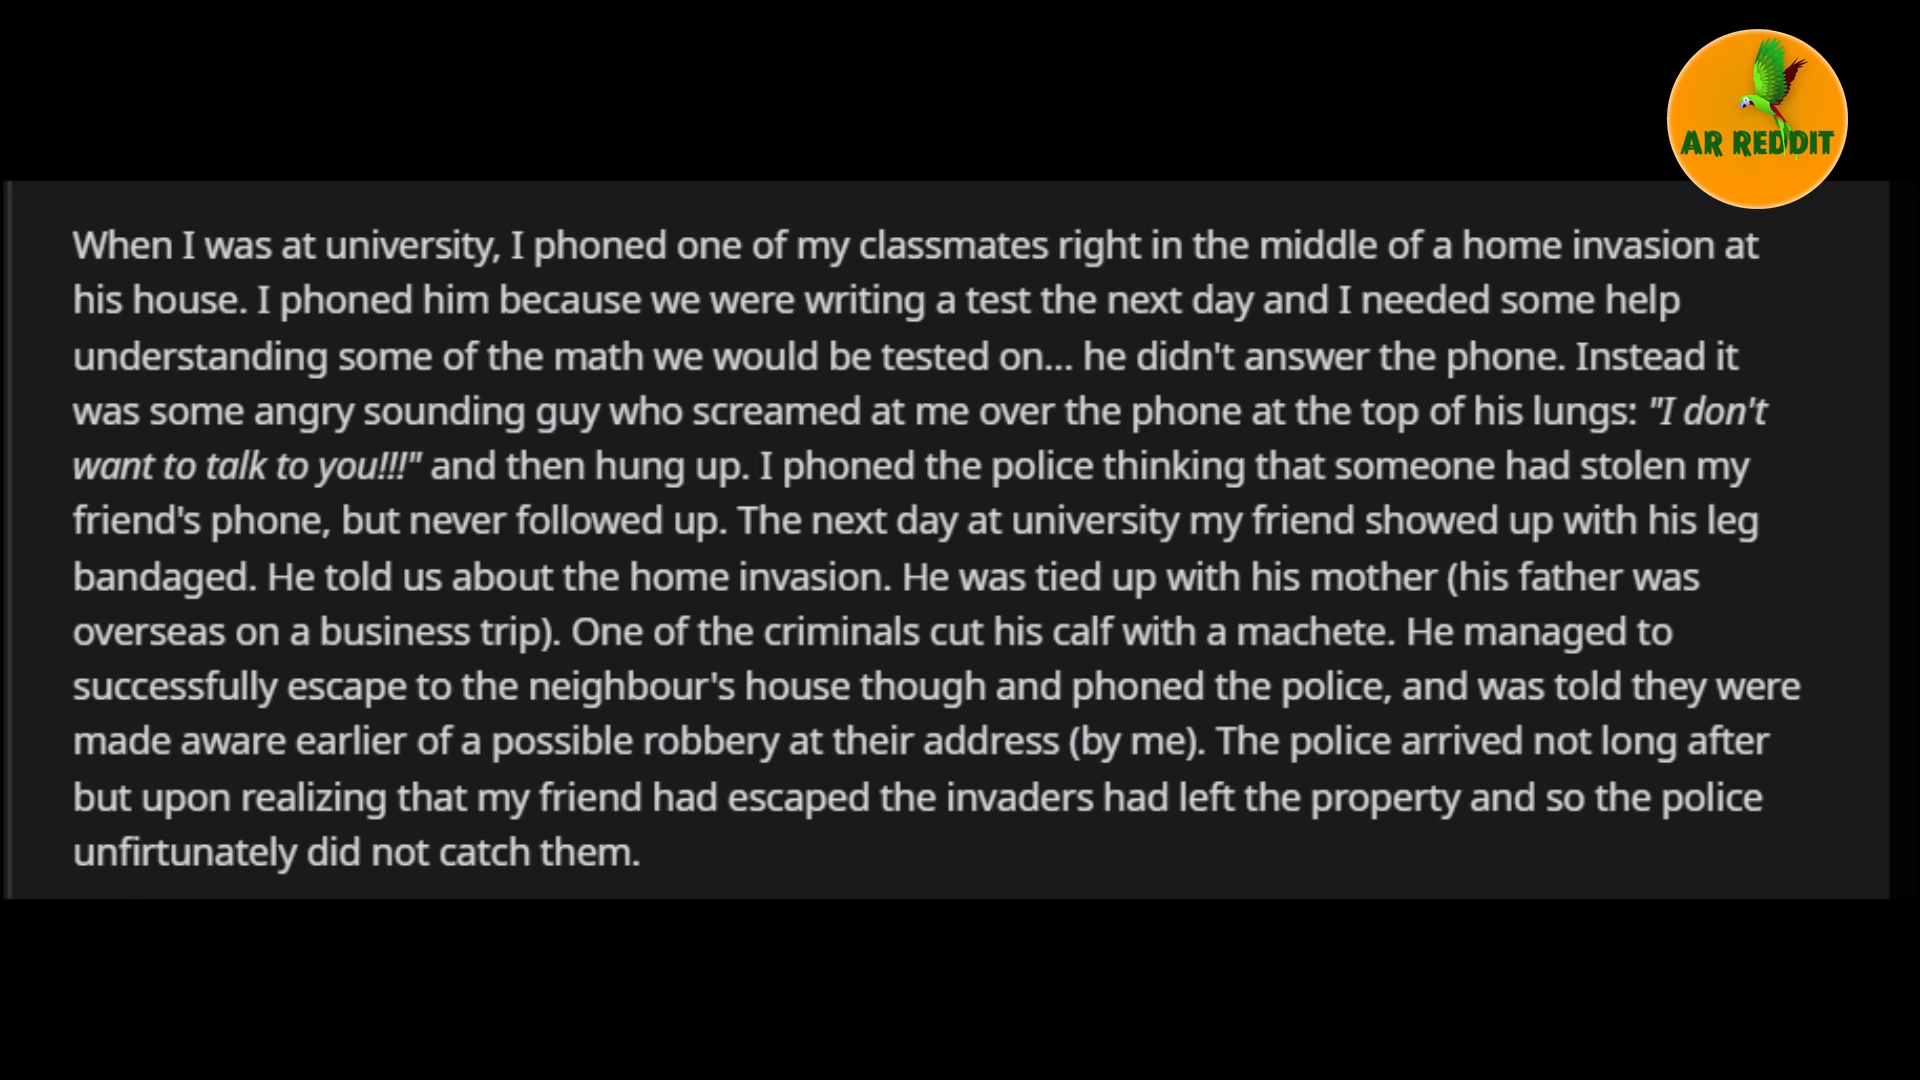 AR REDDIT
When I was at university, I phoned one of my classmates right in the middle of a home invasion at
his house. I phoned him because we were writing a test the next day and I needed some help
understanding some of the math we would be tested on... he didn't answer the phone. Instead it
was some angry sounding guy who screamed at me over the phone at the top of his lungs: "I don't
want to talk to you!!!" and then hung up. I phoned the police thinking that someone had stolen my
friend's phone, but never followed up. The next day at university my friend showed up with his leg
bandaged. He told us about the home invasion. He was tied up with his mother (his father was
overseas on a business trip). One of the criminals cut his calf with a machete. He managed to
successfully escape to the neighbour's house though and phoned the police, and was told they were
made aware earlier of a possible robbery at their address (by me). The police arrived not long after
but upon realizing that my friend had escaped the invaders had left the property and so the police
unfirtunately did not catch them.